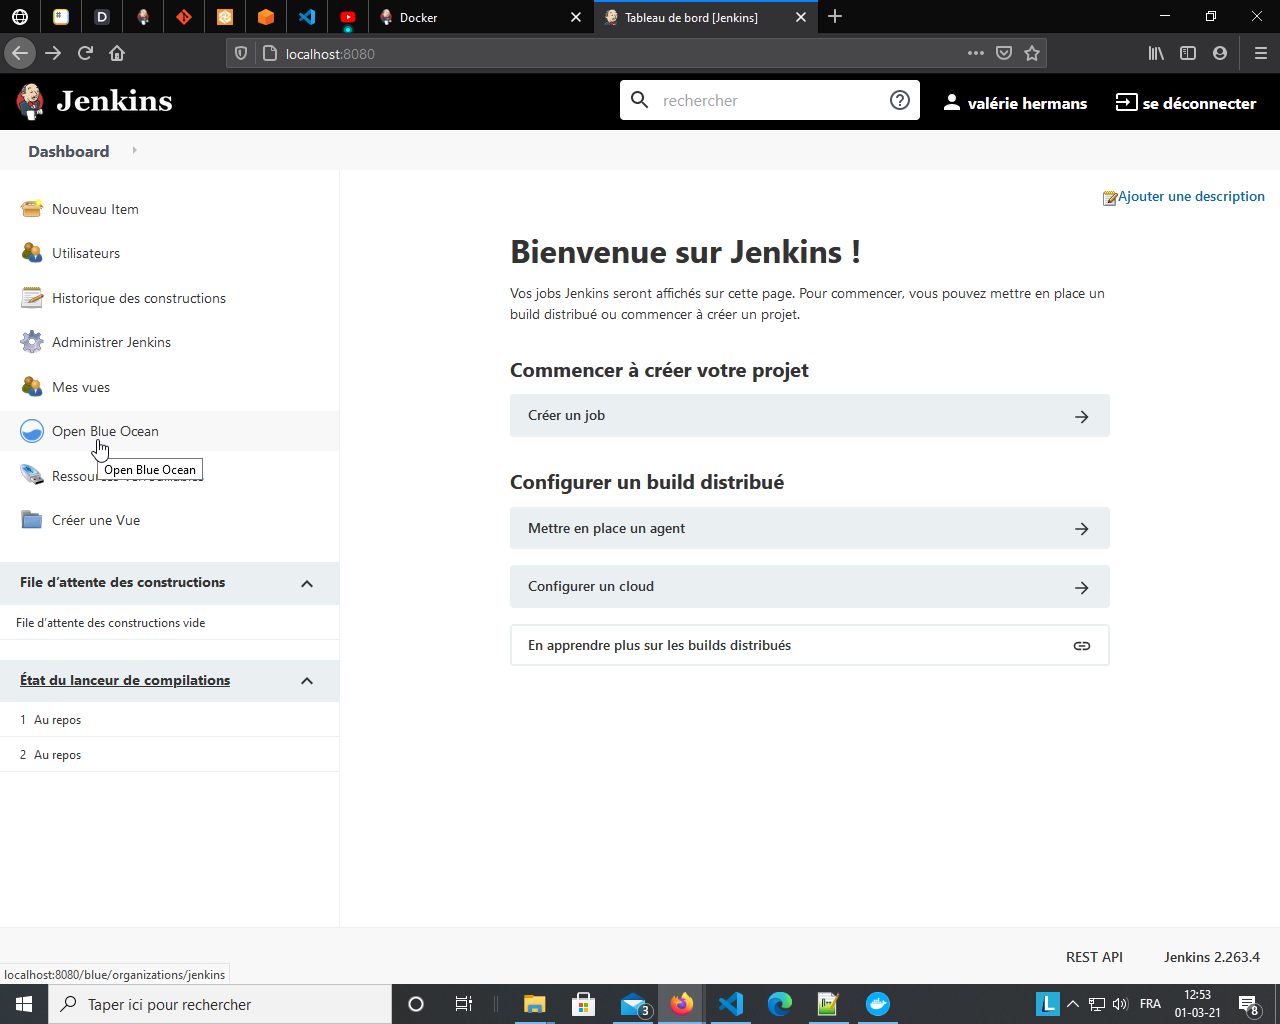 Docker
Tableau de bord [Jenkins]
localhost:8080
Jenkins
rechercher
valérie hermans
se déconnecter
Dashboard
Ajouter une description
Nouveau Item
Utilisateurs
Historique des constructions
Administrer Jenkins
Mes vues
Open Blue Ocean
Open Blue Ocean
Créer une Vue
File d'attente des constructions
File d'attente des constructions vide
État du lanceur de compilations
1 Au repos
2 Au repos
Bienvenue sur Jenkins !
Vos jobs Jenkins seront affichés sur cette page. Pour commencer, vous pouvez mettre en place un
build distribué ou commencer à créer un projet.
Commencer à créer votre projet
Créer un job
Configurer un build distribué
Mettre en place un agent
Configurer un cloud
En apprendre plus sur les builds distribués
REST API
Jenkins 2.263.4
localhost:8080/blue/organizations/jenkins
Taper ici pour rechercher
3
L
FRA
12:53
01-03-21
8